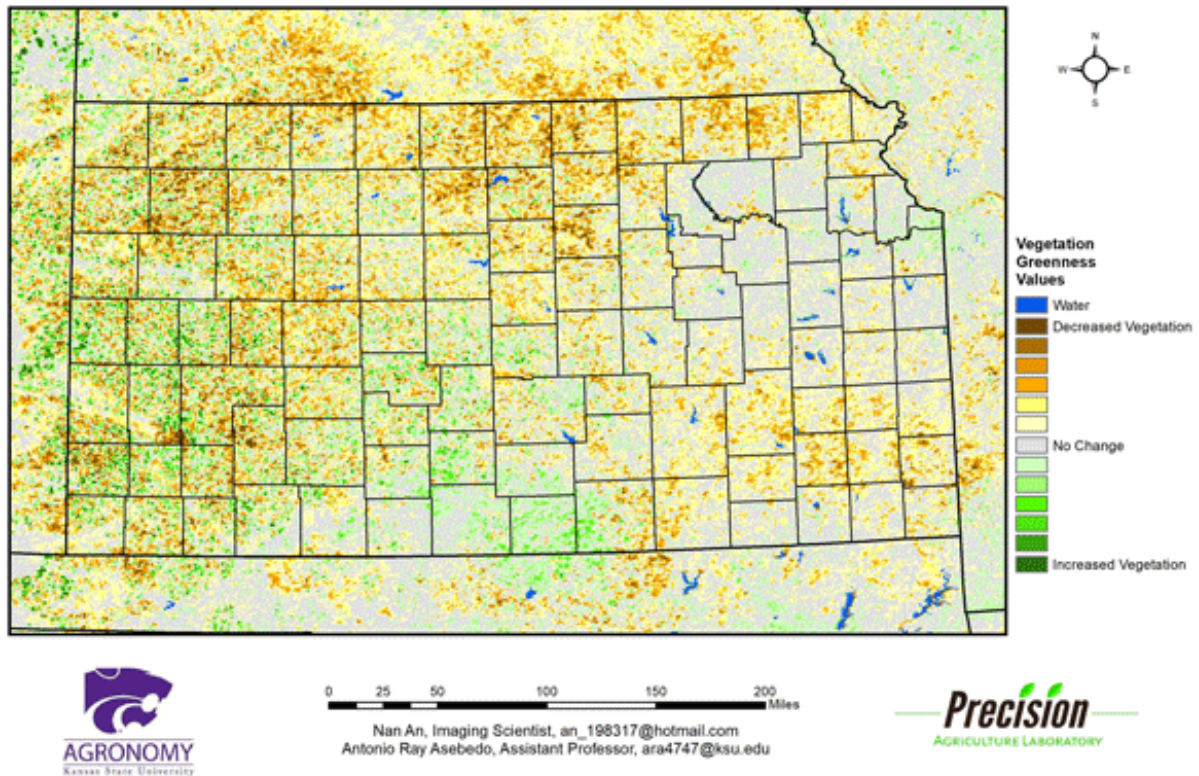 N
W E
S
Vegetation
Greenness
Values
Water
Decreased Vegetation
No Change
Increased Vegetation
0 25 50 100 150 200
Miles
Nan An, Imaging Scientist, an_198317@hotmail.com
Antonio Ray Asebedo, Assistant Professor, ara4747@ksu.edu
AGRONOMY
Kansas State University
Precision
AGRICULTURE LABORATORY